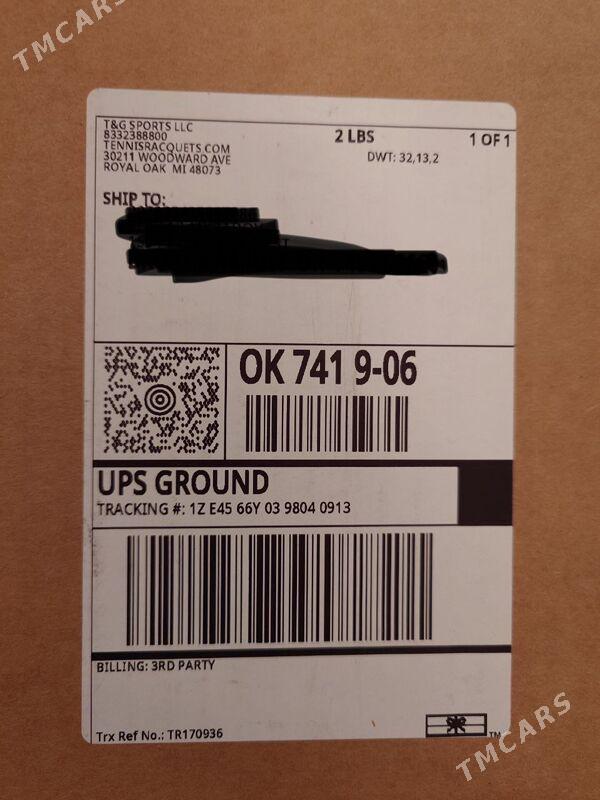 TMCARS
T&G SPORTS LLC
8332388800
TENNISRACQUETS.COM
30211 WOODWARD AVE
ROYAL OAK MI 48073
2 LBS
1 OF 1
DWT: 32,13,2
SHIP TO:
OK 741 9-06
UPS GROUND
TRACKING #: 1Z E45 66Y 03 9804 0913
BILLING: 3RD PARTY
Trx Ref No.: TR170936
TM
TMCARS